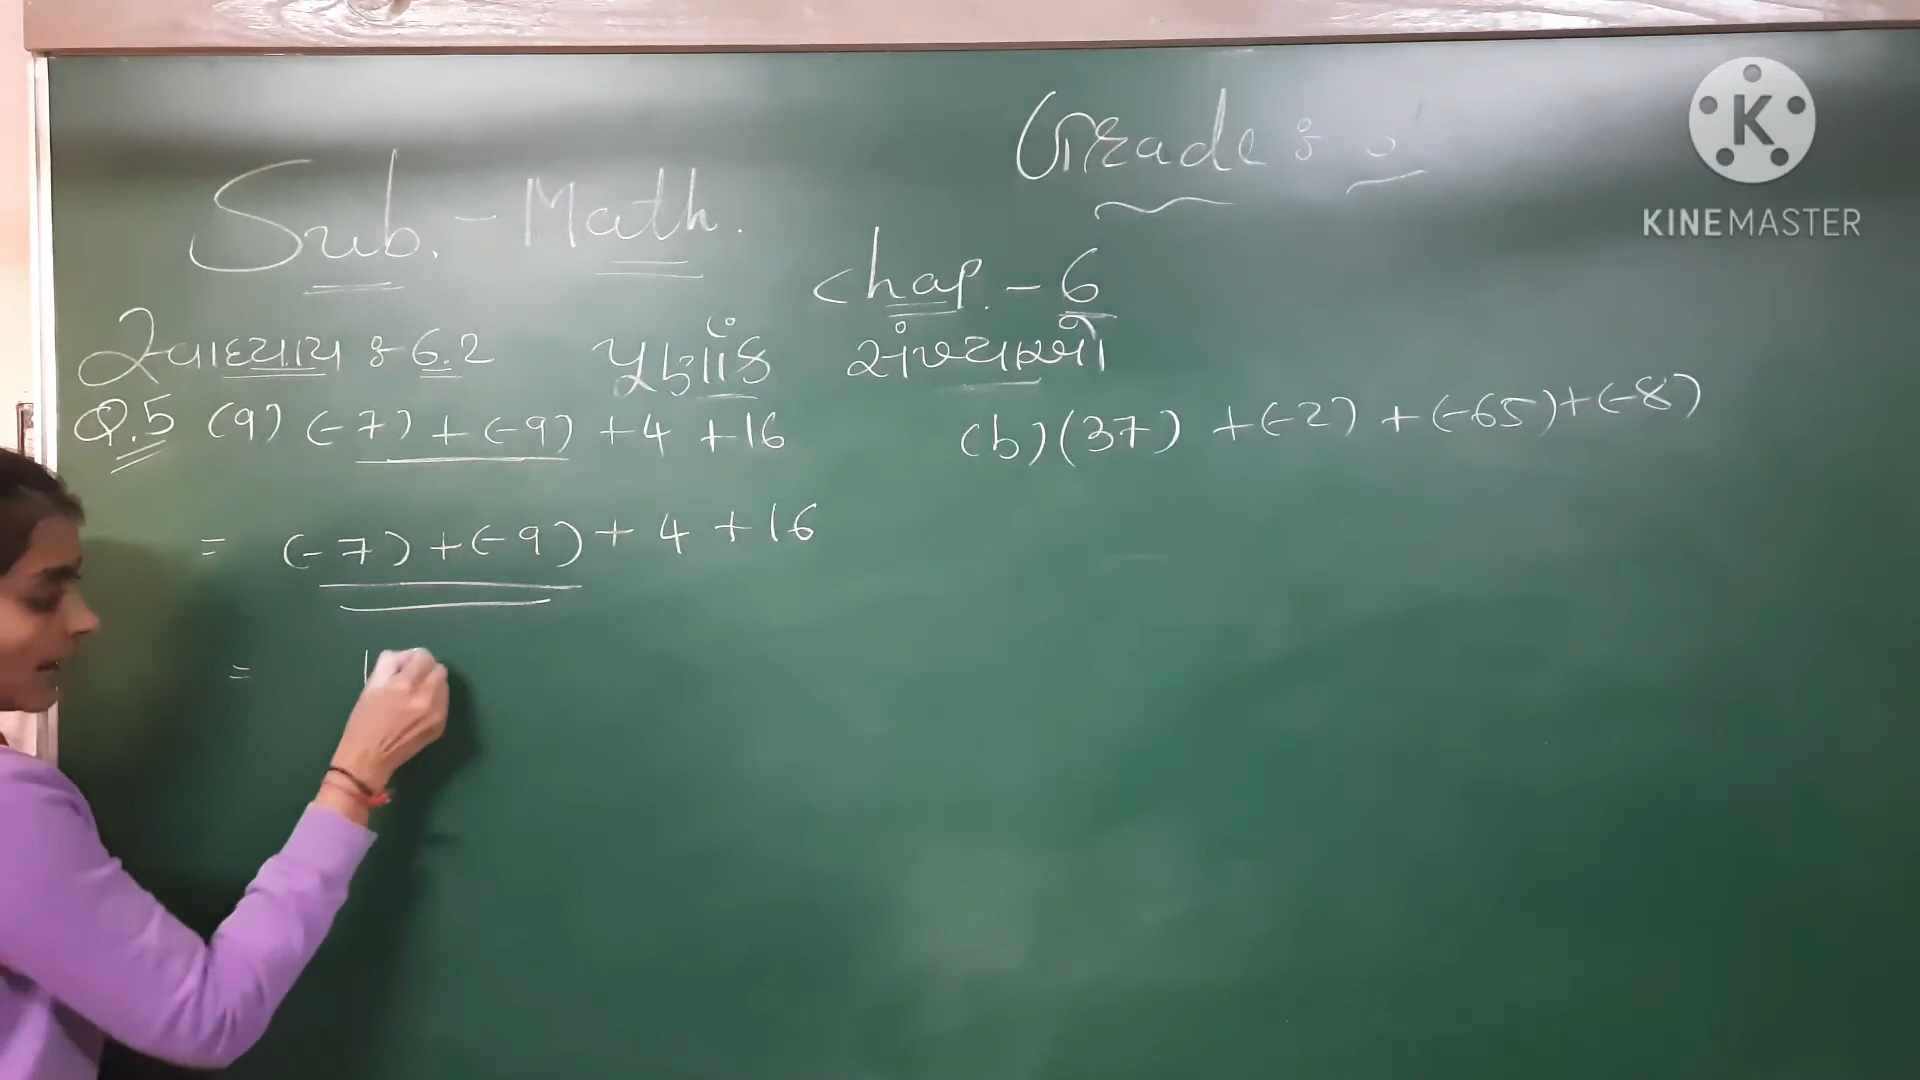 Grade :
Sub. - Math.
Chap. - 6
સ્વાધ્યાય : 6.2 પૂર્ણાંક સંખ્યાઓ
Q.5 (a) (-7) + (-9) + 4 + 16
(b) (37) + (-2) + (-65) + (-8)
= (-7) + (-9) + 4 + 16
=
KINEMASTER